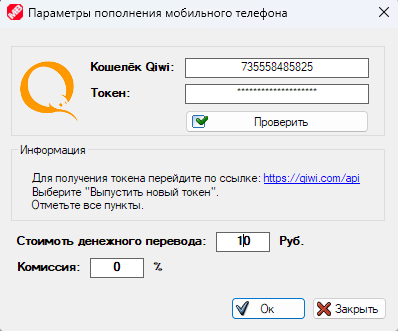 Параметры пополнения мобильного телефона
Кошелёк Qiwi: 735558485825
Токен: ********************
Проверить
Информация
Для получения токена перейдите по ссылке: https://qiwi.com/api
Выберите "Выпустить новый токен".
Отметьте все пункты.
Стоимоть денежного перевода: 10 Руб.
Комиссия: 0 %
Ок Закрыть